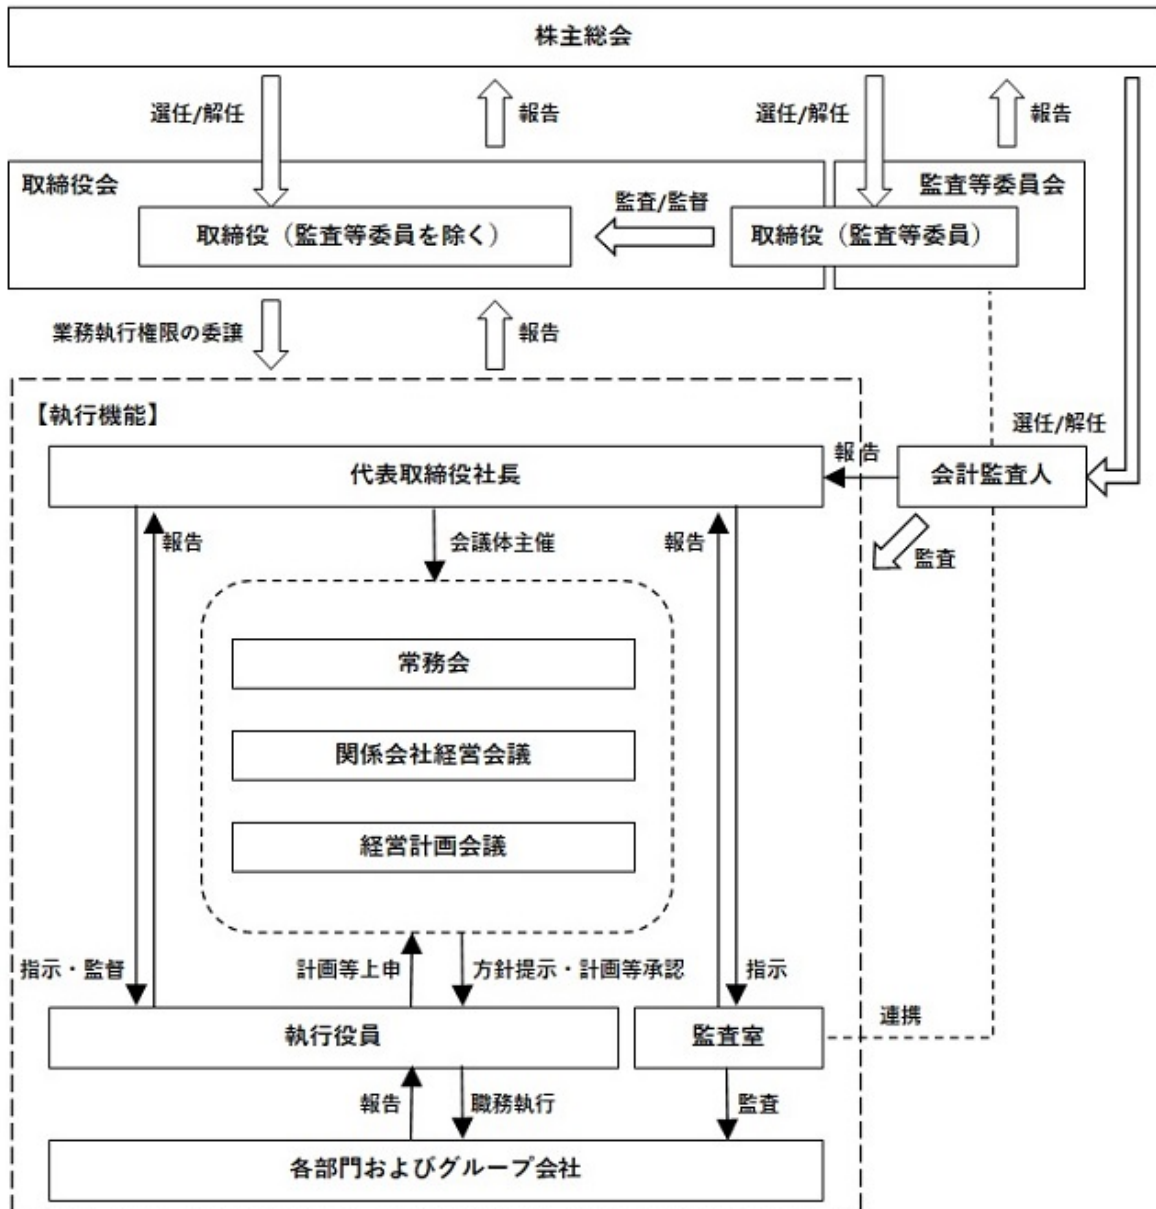 株主総会
選任/解任
報告
選任/解任
報告
取締役会
監査等委員会
監査/監督
取締役（監査等委員を除く）
取締役（監査等委員）
業務執行権限の委譲
報告
【執行機能】
選任/解任
代表取締役社長
報告
会計監査人
報告
会議体主催
報告
監査
常務会
関係会社経営会議
経営計画会議
指示・監督
計画等上申
方針提示・計画等承認
指示
執行役員
監査室
連携
報告
職務執行
監査
各部門およびグループ会社